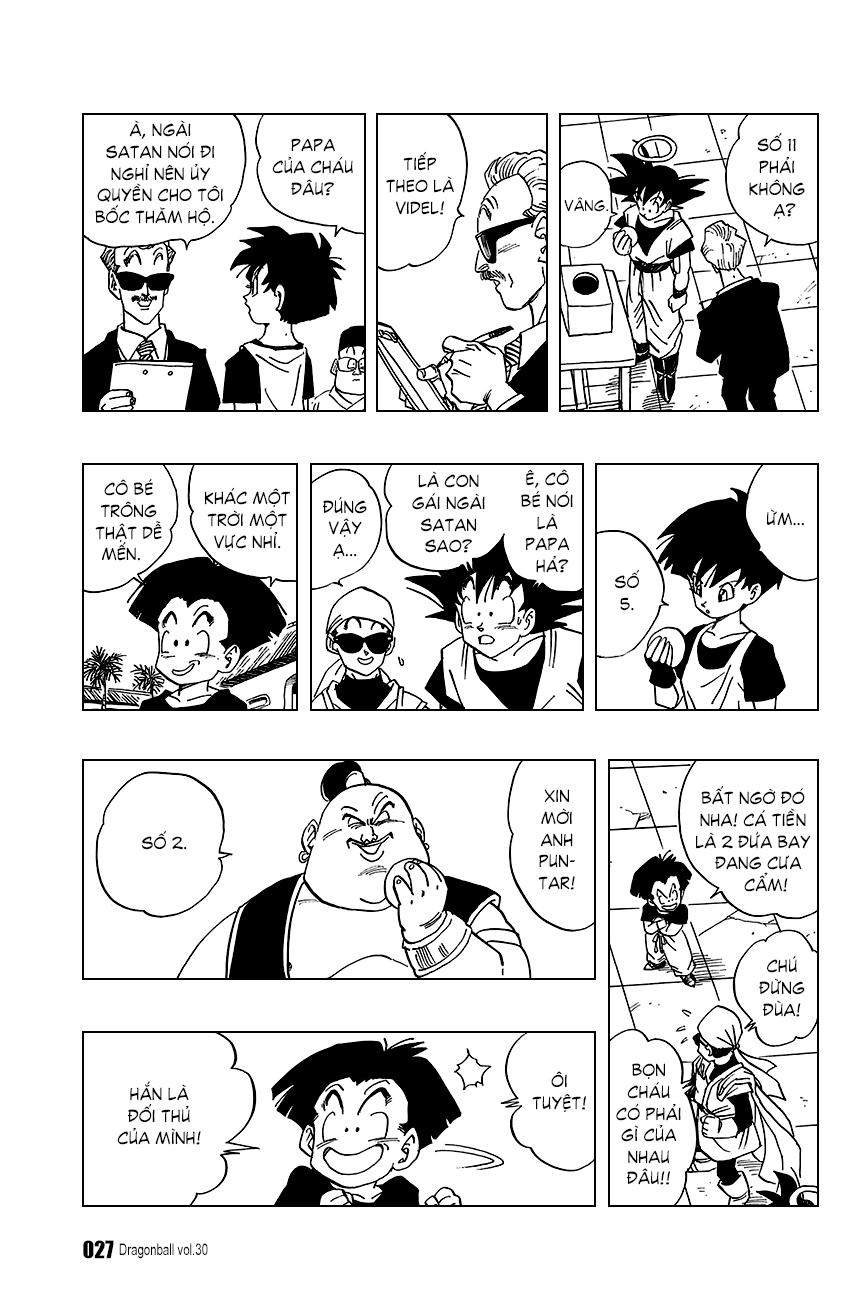 SỐ 11
PHẢI
KHÔNG
Ạ?
VÂNG.
TIẾP
THEO LÀ
VIDEL!
PAPA
CỦA CHÁU
ĐÂU?
À, NGÀI
SATAN NÓI ĐI
NGHỈ NÊN ỦY
QUYỀN CHO TÔI
BỐC THĂM HỘ.
ỪM...
SỐ
5.
Ê, CÔ
BÉ NÓI
LÀ
PAPA
HẢ?
LÀ CON
GÁI NGÀI
SATAN
SAO?
ĐÚNG
VẬY
Ạ...
KHÁC MỘT
TRỜI MỘT
VỰC NHỈ.
CÔ BÉ
TRÔNG
THẬT DỄ
MẾN.
BẤT NGỜ ĐÓ
NHA! CÁ TIỀN
LÀ 2 ĐỨA BAY
ĐANG CƯA
CẨM!
CHÚ
ĐỪNG
ĐÙA!
BỌN
CHÁU
CÓ PHẢI
GÌ CỦA
NHAU
ĐÂU!!
XIN
MỜI
ANH
PUN-
TAR!
SỐ 2.
ÔI
TUYỆT!
HẮN LÀ
ĐỐI THỦ
CỦA MÌNH!
027 Dragonball vol.30